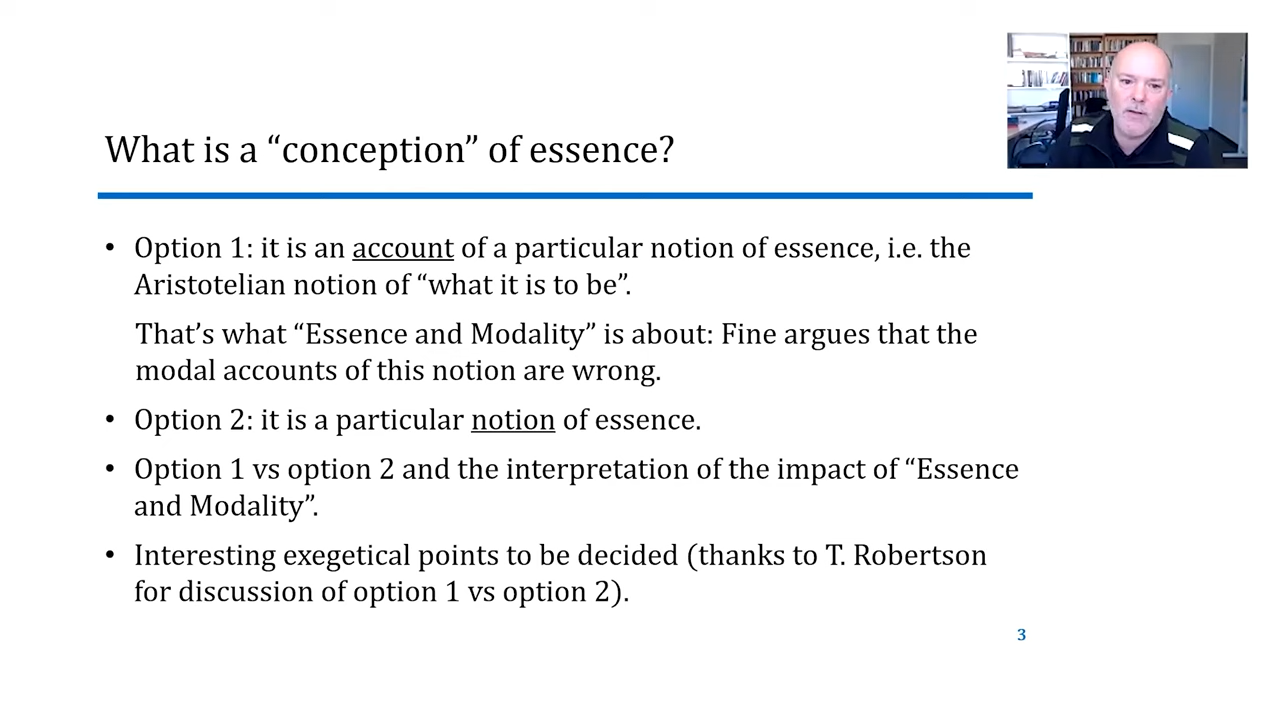 What is a “conception” of essence?
• Option 1: it is an account of a particular notion of essence, i.e. the
Aristotelian notion of “what it is to be”.
That’s what “Essence and Modality” is about: Fine argues that the
modal accounts of this notion are wrong.
• Option 2: it is a particular notion of essence.
• Option 1 vs option 2 and the interpretation of the impact of “Essence
and Modality”.
• Interesting exegetical points to be decided (thanks to T. Robertson
for discussion of option 1 vs option 2).
3